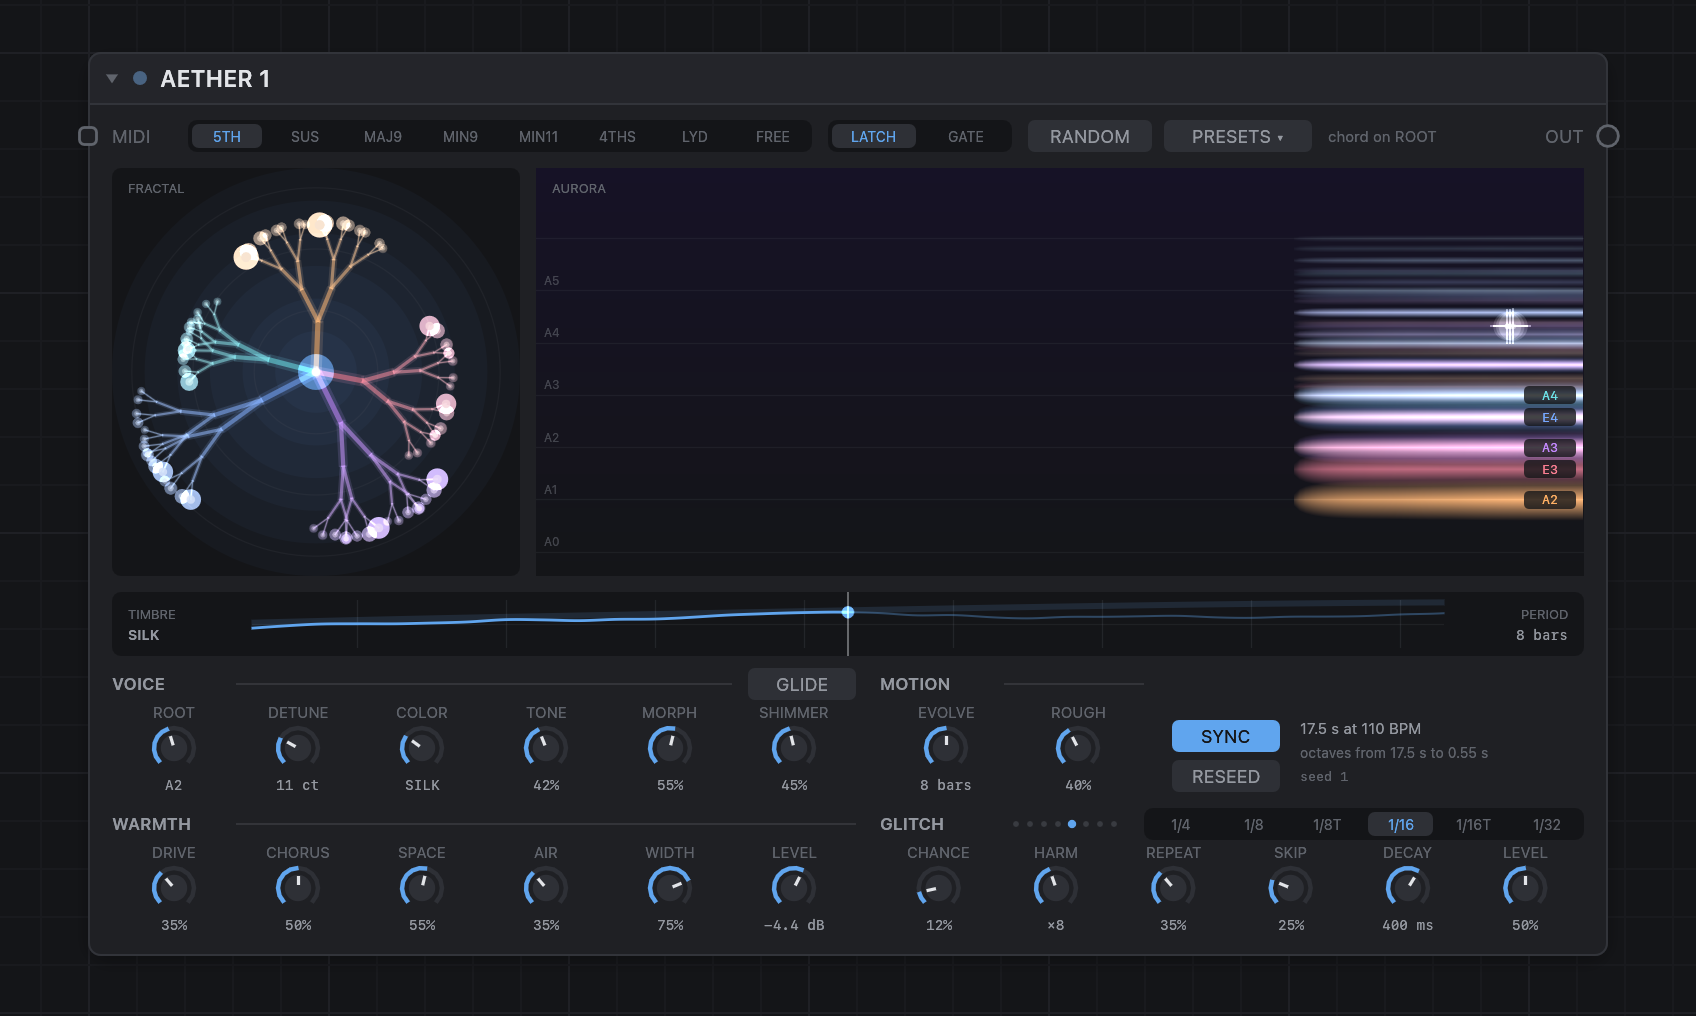 AETHER 1
MIDI 5TH SUS MAJ9 MIN9 MIN11 4THS LYD FREE LATCH GATE RANDOM PRESETS ▾ chord on ROOT OUT
FRACTAL
AURORA
A5
A4
A3
A2
A1
A0
A4
E4
A3
E3
A2
TIMBRE
SILK
PERIOD
8 bars
VOICE GLIDE
ROOT DETUNE COLOR TONE MORPH SHIMMER
A2 11 ct SILK 42% 55% 45%
MOTION
EVOLVE ROUGH
8 bars 40%
SYNC
RESEED
17.5 s at 110 BPM
octaves from 17.5 s to 0.55 s
seed 1
WARMTH
DRIVE CHORUS SPACE AIR WIDTH LEVEL
35% 50% 55% 35% 75% −4.4 dB
GLITCH 1/4 1/8 1/8T 1/16 1/16T 1/32
CHANCE HARM REPEAT SKIP DECAY LEVEL
12% ×8 35% 25% 400 ms 50%